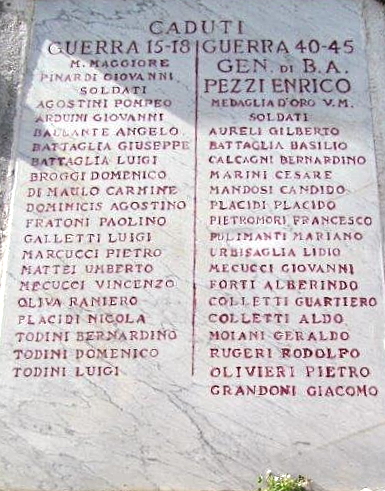 CADUTI
GUERRA 15-18
M. MAGGIORE
PINARDI GIOVANNI
SOLDATI
AGOSTINI POMPEO
ARDUINI GIOVANNI
BALLANTE ANGELO
BATTAGLIA GIUSEPPE
BATTAGLIA LUIGI
BROGGI DOMENICO
DI MAULO CARMINE
DOMINICIS AGOSTINO
FRATONI PAOLINO
GALLETTI LUIGI
MARCUCCI PIETRO
MATTEI UMBERTO
MECUCCI VINCENZO
OLIVA RANIERO
PLACIDI NICOLA
TODINI BERNARDINO
TODINI DOMENICO
TODINI LUIGI
GUERRA 40-45
GEN. DI B.A.
PEZZI ENRICO
MEDAGLIA D'ORO V.M.
SOLDATI
AURELI GILBERTO
BATTAGLIA BASILIO
CALCAGNI BERNARDINO
MARINI CESARE
MANDOSI CANDIDO
PLACIDI PLACIDO
PIETROMORI FRANCESCO
PULIMANTI MARIANO
URBISAGLIA LIDIO
MECUCCI GIOVANNI
FORTI ALBERINDO
COLLETTI GUARTIERO
COLLETTI ALDO
MOIANI GERALDO
RUGERI RODOLFO
OLIVIERI PIETRO
GRANDONI GIACOMO